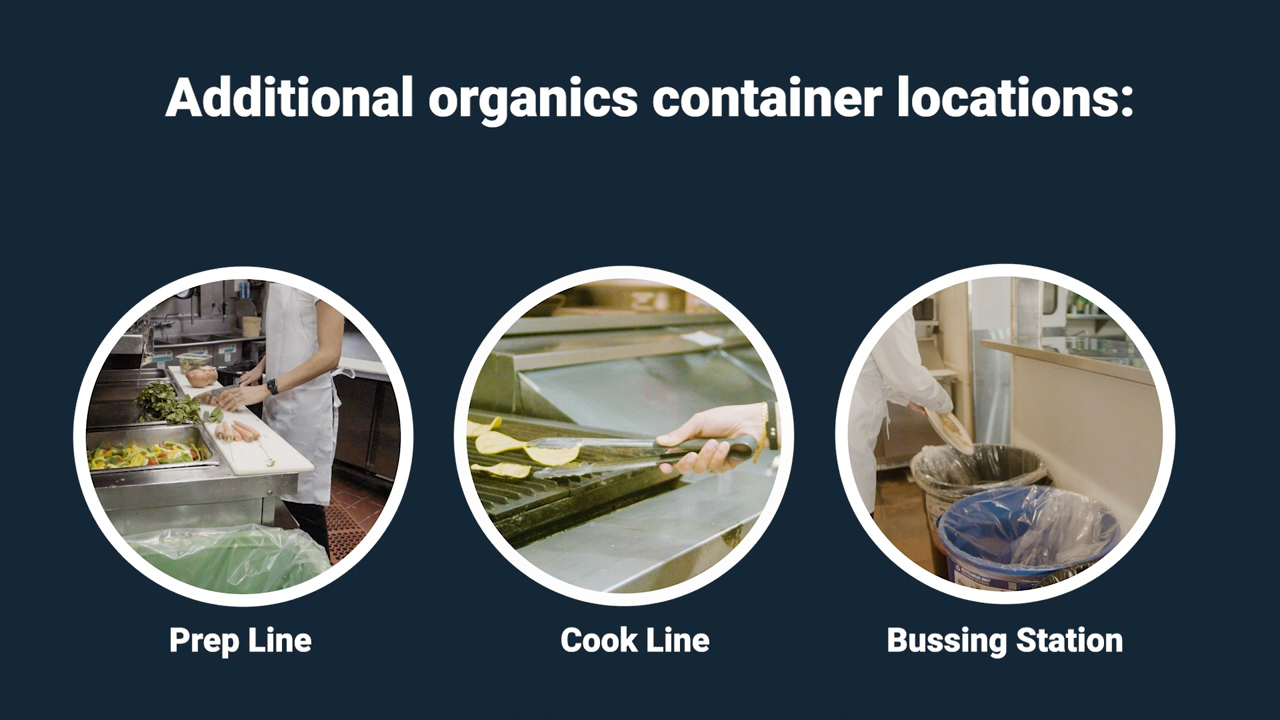 Additional organics container locations:
Prep Line
Cook Line
Bussing Station